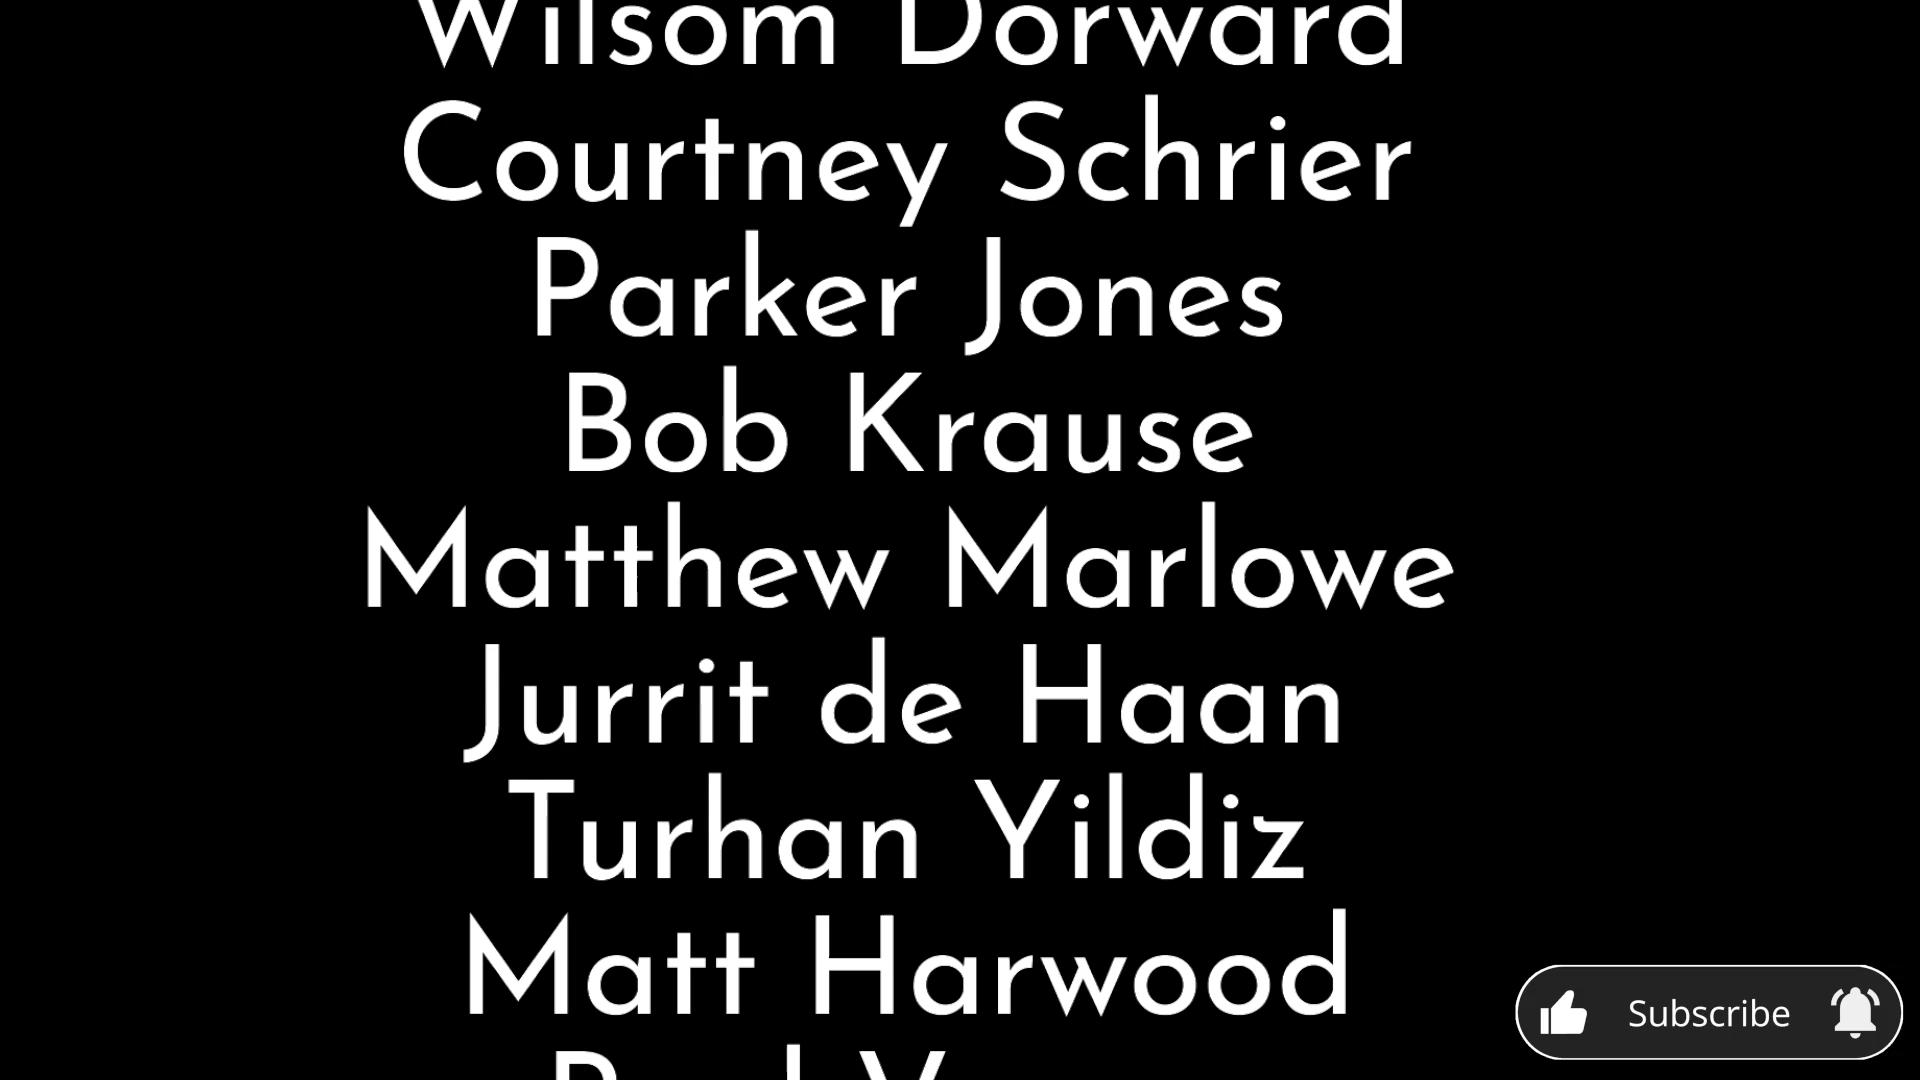 Wilsom Dorward
Courtney Schrier
Parker Jones
Bob Krause
Matthew Marlowe
Jurrit de Haan
Turhan Yildiz
Matt Harwood
Subscribe